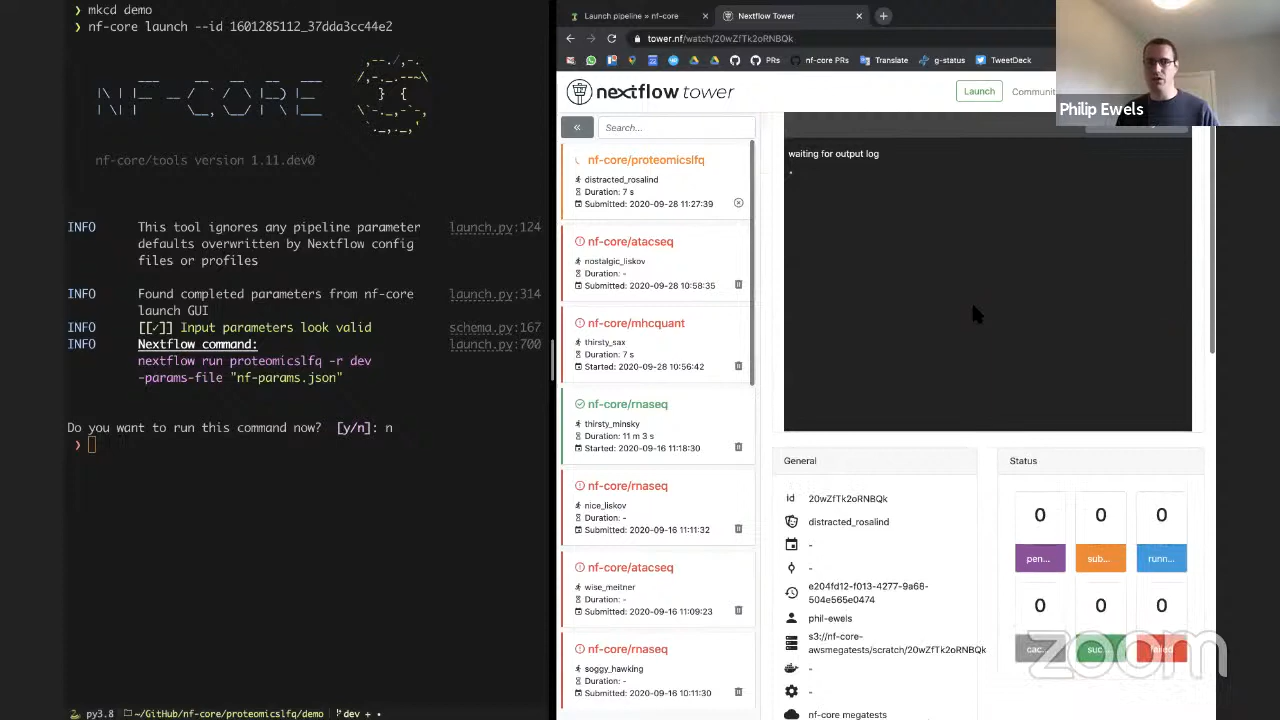 ❯ mkcd demo
❯ nf-core launch --id 1601285112_37dda3cc44e2
nf-core/tools version 1.11.dev0
INFO This tool ignores any pipeline parameter launch.py:124
defaults overwritten by Nextflow config
files or profiles
INFO Found completed parameters from nf-core launch.py:314
launch GUI
INFO [[✓]] Input parameters look valid schema.py:167
INFO Nextflow command: launch.py:700
nextflow run proteomicslfq -r dev
-params-file "nf-params.json"
Do you want to run this command now? [y/n]: n
❯
py3.8 ~/GitHub/nf-core/proteomicslfq/demo dev + •
Launch pipeline » nf-core
Nextflow Tower
tower.nf/watch/20wZfTk2oRNBQk
PRs
nf-core PRs
Translate
g-status
TweetDeck
nextflow tower
Launch
Communit
Philip Ewels
«
Search...
nf-core/proteomicslfq
distracted_rosalind
Duration: 7 s
Submitted: 2020-09-28 11:27:39
nf-core/atacseq
nostalgic_liskov
Duration: -
Submitted: 2020-09-28 10:58:35
nf-core/mhcquant
thirsty_sax
Duration: 7 s
Started: 2020-09-28 10:56:42
nf-core/rnaseq
thirsty_minsky
Duration: 11 m 3 s
Started: 2020-09-16 11:18:30
nf-core/rnaseq
nice_liskov
Duration: -
Submitted: 2020-09-16 11:11:32
nf-core/atacseq
wise_meitner
Duration: -
Submitted: 2020-09-16 11:09:23
nf-core/rnaseq
soggy_hawking
Duration: -
Submitted: 2020-09-16 10:11:30
waiting for output log
General
id 20wZfTk2oRNBQk
distracted_rosalind
-
-
e204fd12-f013-4277-9a66-
504e565e0474
phil-ewels
s3://nf-core-
awsmegatests/scratch/20wZfTk2oRNBQk
-
-
nf-core megatests
Status
0 0 0
pen... sub... runn...
0 0 0
cac... suc... failed
zoom